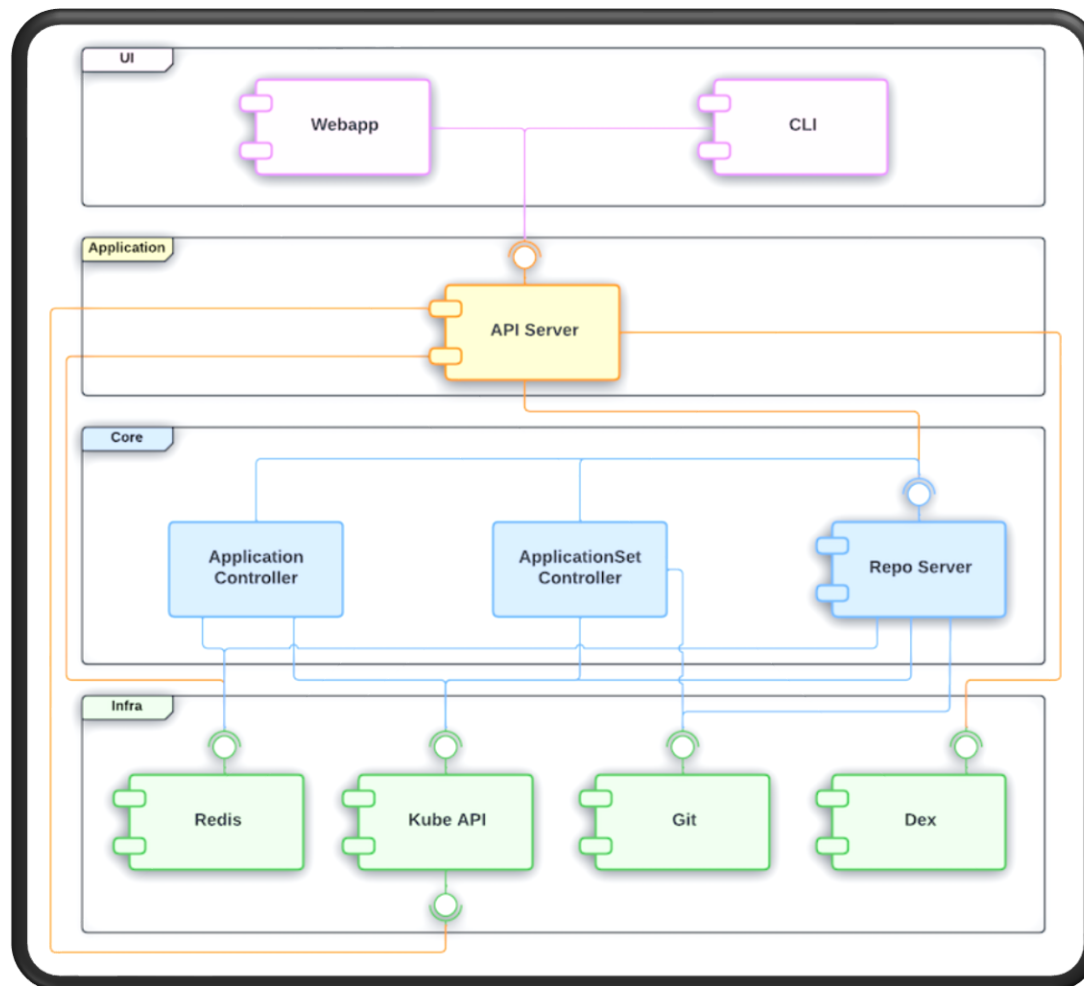 UI
Webapp
CLI
Application
API Server
Core
Application
Controller
ApplicationSet
Controller
Repo Server
Infra
Redis
Kube API
Git
Dex